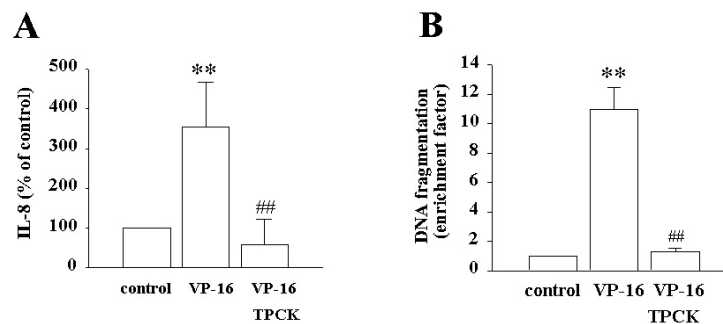 A
IL-8 (% of control)
500
400
300
200
100
0
**
##
control VP-16 VP-16
TPCK
B
DNA fragmentation
(enrichment factor)
14
12
10
8
6
4
2
0
**
##
control VP-16 VP-16
TPCK